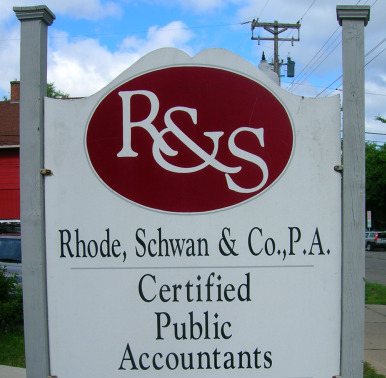 R&S
Rhode, Schwan & Co., P.A.
Certified
Public
Accountants